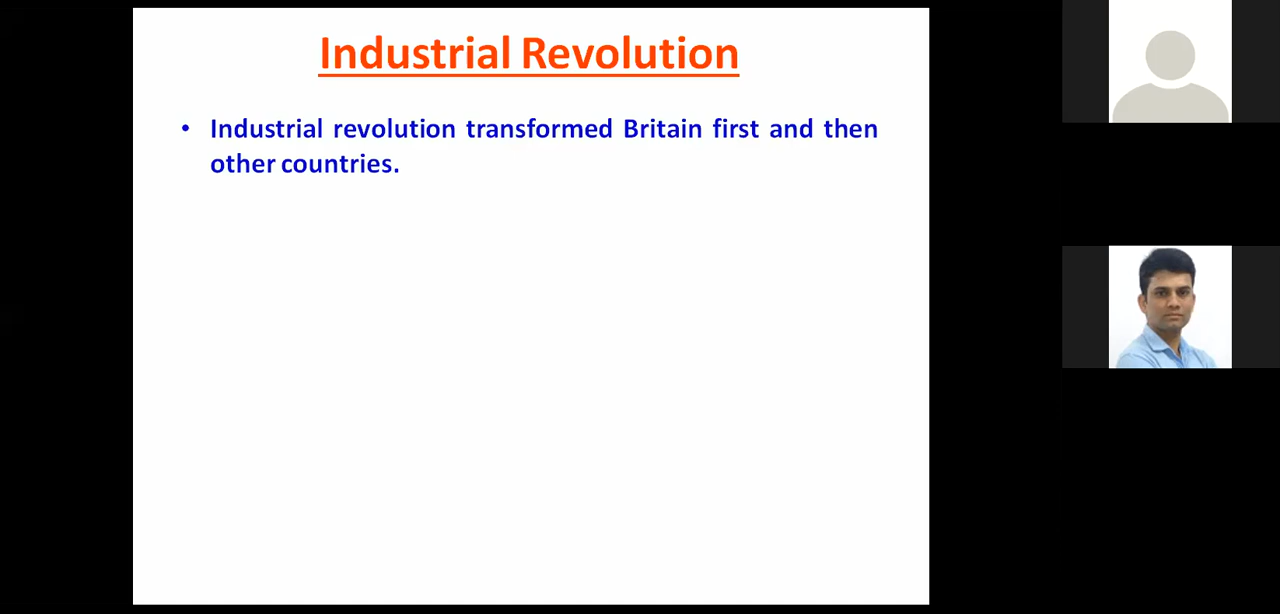 Industrial Revolution
• Industrial revolution transformed Britain first and then
other countries.